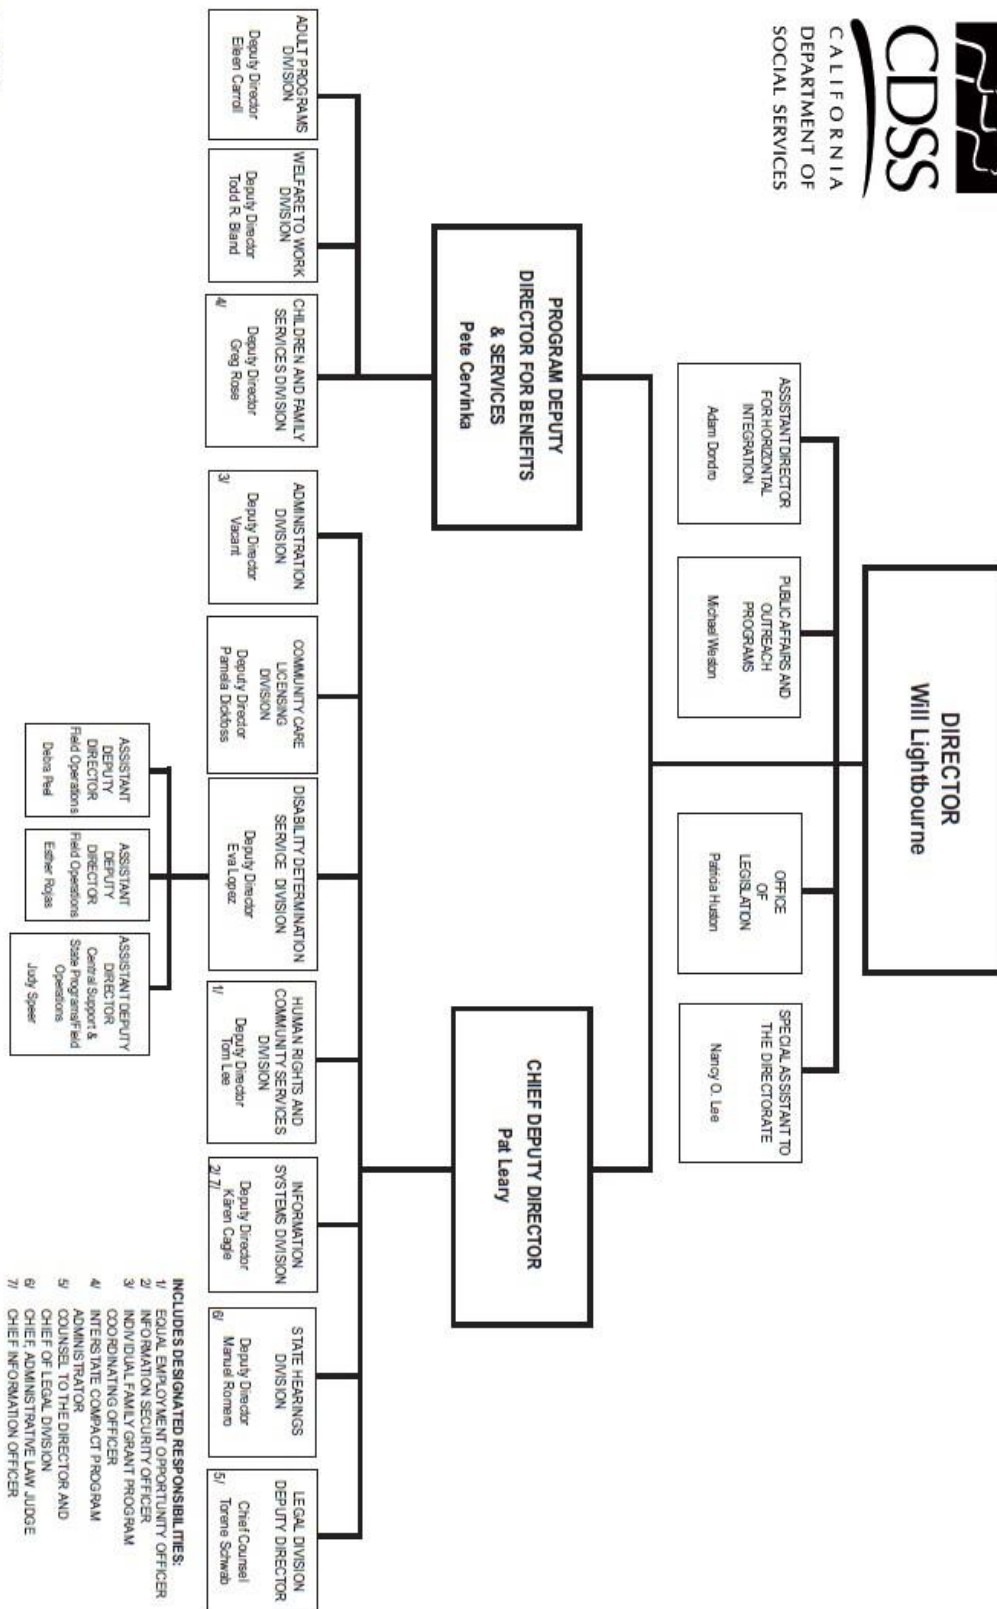 CDSS
CALIFORNIA
DEPARTMENT OF
SOCIAL SERVICES
DIRECTOR
Will Lightbourne
ASSISTANT DIRECTOR
FOR HORIZONTAL
INTEGRATION
Adam Dondro
PUBLIC AFFAIRS AND
OUTREACH
PROGRAMS
Michael Weston
OFFICE
OF
LEGISLATION
Patricia Huston
SPECIAL ASSISTANT TO
THE DIRECTORATE
Nancy O. Lee
PROGRAM DEPUTY
DIRECTOR FOR BENEFITS
& SERVICES
Pete Cervinka
CHIEF DEPUTY DIRECTOR
Pat Leary
ADULT PROGRAMS
DIVISION
Deputy Director
Eileen Carroll
WELFARE TO WORK
DIVISION
Deputy Director
Todd R. Bland
CHILDREN AND FAMILY
SERVICES DIVISION
Deputy Director
Greg Rose
4/
ADMINISTRATION
DIVISION
Deputy Director
Vacant
3/
COMMUNITY CARE
LICENSING
DIVISION
Deputy Director
Pamela Dickfoss
DISABILITY DETERMINATION
SERVICE DIVISION
Deputy Director
Eva Lopez
HUMAN RIGHTS AND
COMMUNITY SERVICES
DIVISION
Deputy Director
Tom Lee
1/
INFORMATION
SYSTEMS DIVISION
Deputy Director
Kären Cagle
2/ 7/
STATE HEARINGS
DIVISION
Deputy Director
Manuel Romero
6/
LEGAL DIVISION
DEPUTY DIRECTOR
Chief Counsel
Torene Schwab
5/
ASSISTANT
DEPUTY
DIRECTOR
Field Operations
Debra Peel
ASSISTANT
DEPUTY
DIRECTOR
Field Operations
Esther Rojas
ASSISTANT DEPUTY
DIRECTOR
Central Support &
State Programs/Field
Operations
Judy Speer
INCLUDES DESIGNATED RESPONSIBILITIES:
1/ EQUAL EMPLOYMENT OPPORTUNITY OFFICER
2/ INFORMATION SECURITY OFFICER
3/ INDIVIDUAL FAMILY GRANT PROGRAM
COORDINATING OFFICER
4/ INTERSTATE COMPACT PROGRAM
ADMINISTRATOR
5/ COUNSEL TO THE DIRECTOR AND
CHIEF OF LEGAL DIVISION
6/ CHIEF, ADMINISTRATIVE LAW JUDGE
7/ CHIEF INFORMATION OFFICER